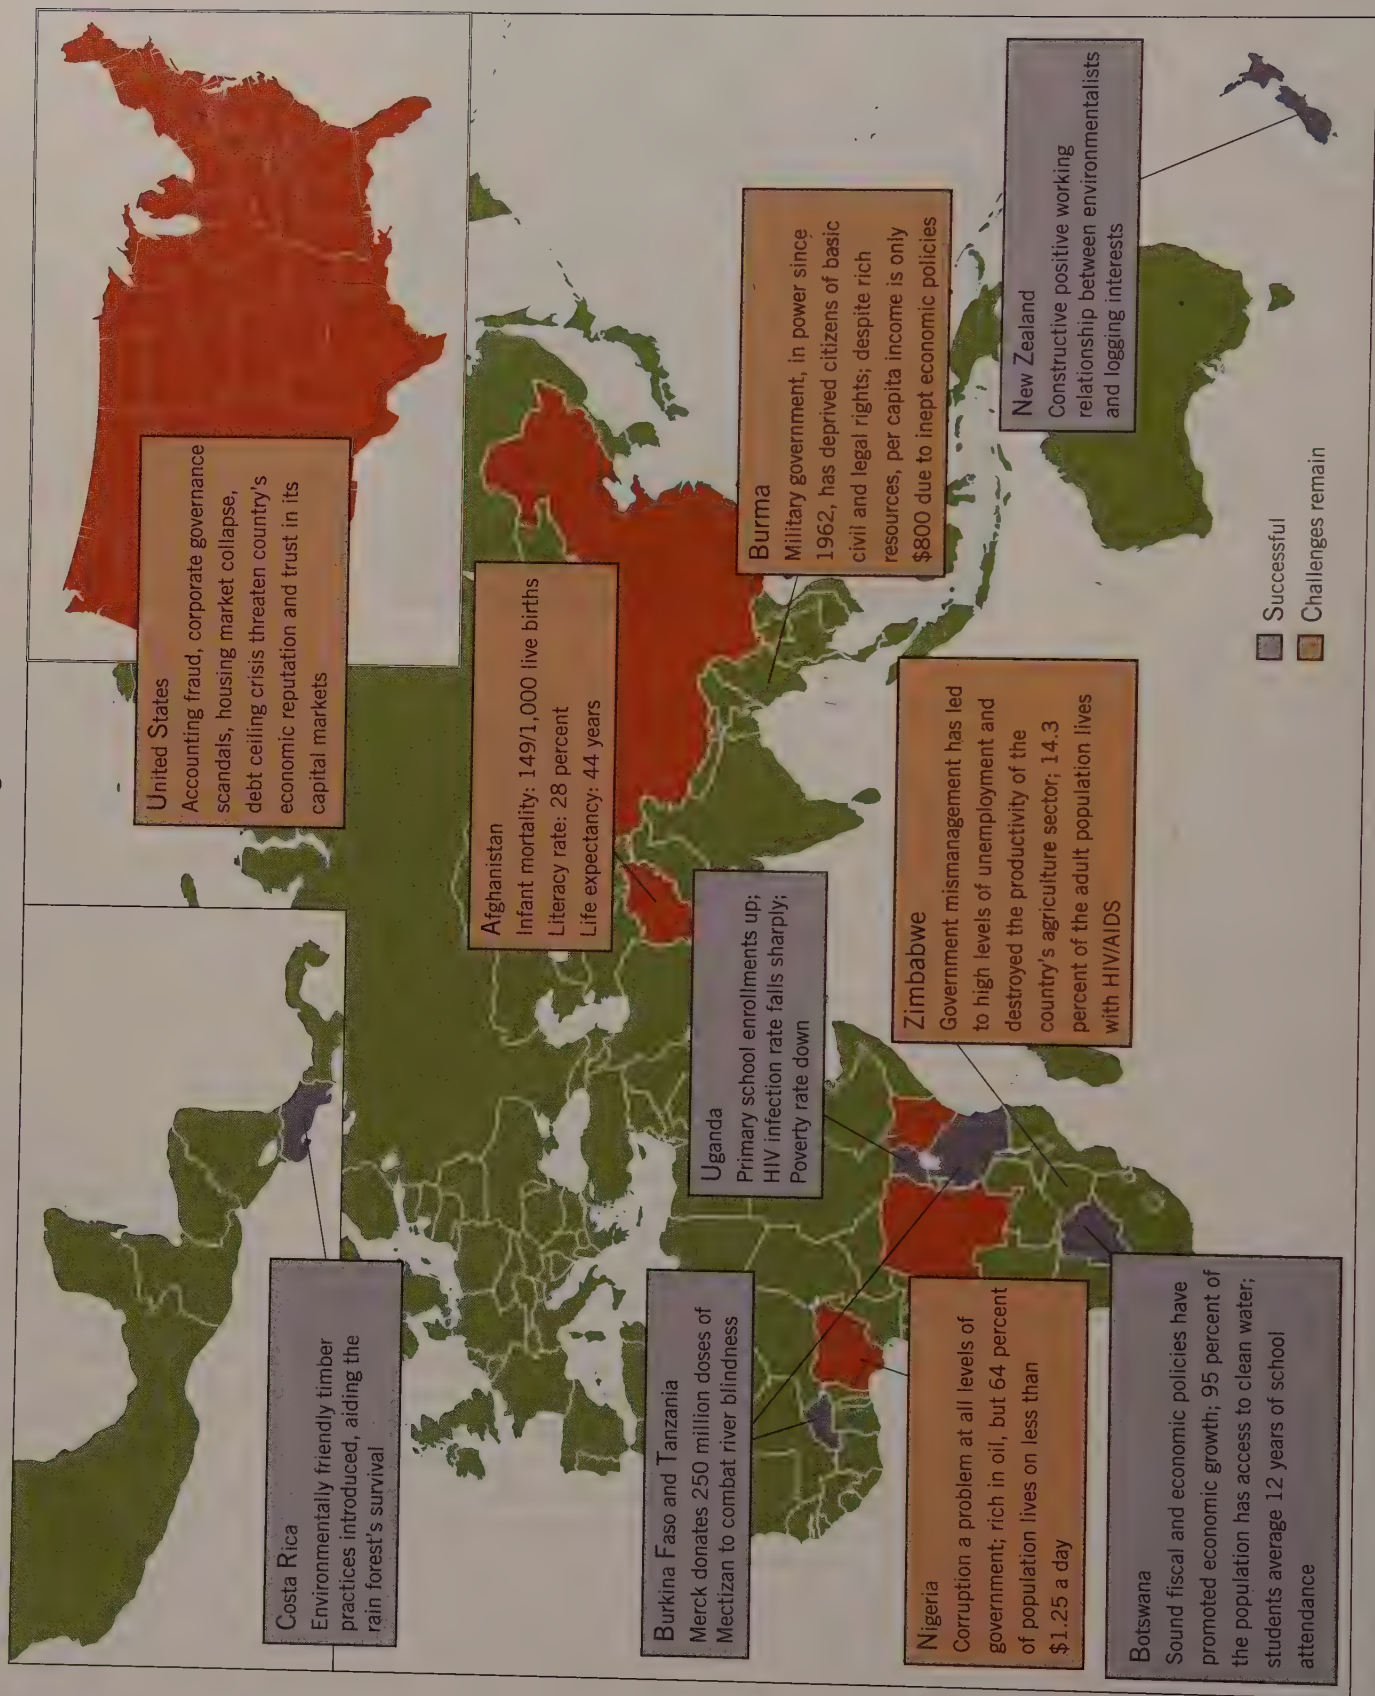 United States
Accounting fraud, corporate governance
scandals, housing market collapse,
debt ceiling crisis threaten country's
economic reputation and trust in its
capital markets
Costa Rica
Environmentally friendly timber
practices introduced, aiding the
rain forest's survival
Afghanistan
Infant mortality: 149/1,000 live births
Literacy rate: 28 percent
Life expectancy: 44 years
Burkina Faso and Tanzania
Merck donates 250 million doses of
Mectizan to combat river blindness
Uganda
Primary school enrollments up;
HIV infection rate falls sharply;
Poverty rate down
Burma
Military government, in power since
1962, has deprived citizens of basic
civil and legal rights; despite rich
resources, per capita income is only
$800 due to inept economic policies
Nigeria
Corruption a problem at all levels of
government; rich in oil, but 64 percent
of population lives on less than
$1.25 a day
Zimbabwe
Government mismanagement has led
to high levels of unemployment and
destroyed the productivity of the
country's agriculture sector; 14.3
percent of the adult population lives
with HIV/AIDS
New Zealand
Constructive positive working
relationship between environmentalists
and logging interests
Botswana
Sound fiscal and economic policies have
promoted economic growth; 95 percent of
the population has access to clean water;
students average 12 years of school
attendance
Successful
Challenges remain